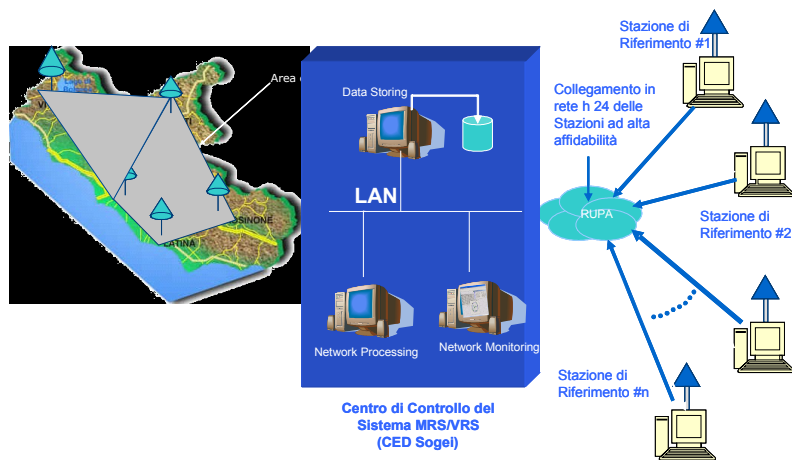 Area
OSINONE
LATINA
Data Storing
LAN
Network Processing
Network Monitoring
Centro di Controllo del
Sistema MRS/VRS
(CED Sogei)
Collegamento in
rete h 24 delle
Stazioni ad alta
affidabilità
RUPA
Stazione di
Riferimento #1
Stazione di
Riferimento #2
Stazione di
Riferimento #n